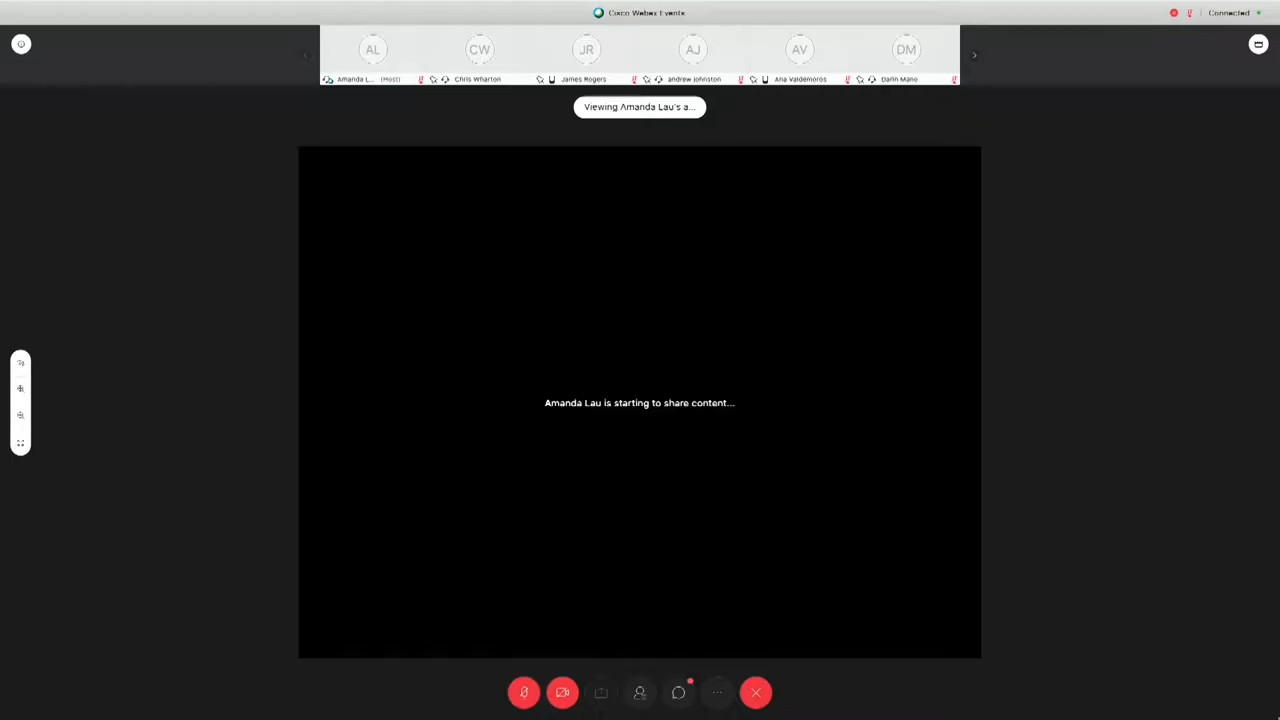 Cisco Webex Events
Connected
AL
CW
JR
AJ
AV
DM
Amanda L... (Host)
Chris Wharton
James Rogers
andrew johnston
Ana Valdemoros
Darin Mano
Viewing Amanda Lau's a...
Amanda Lau is starting to share content...